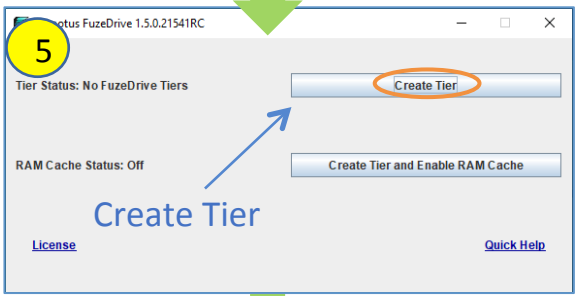 otus FuzeDrive 1.5.0.21541RC
5
Tier Status: No FuzeDrive Tiers
Create Tier
RAM Cache Status: Off
Create Tier and Enable RAM Cache
Create Tier
License
Quick Help